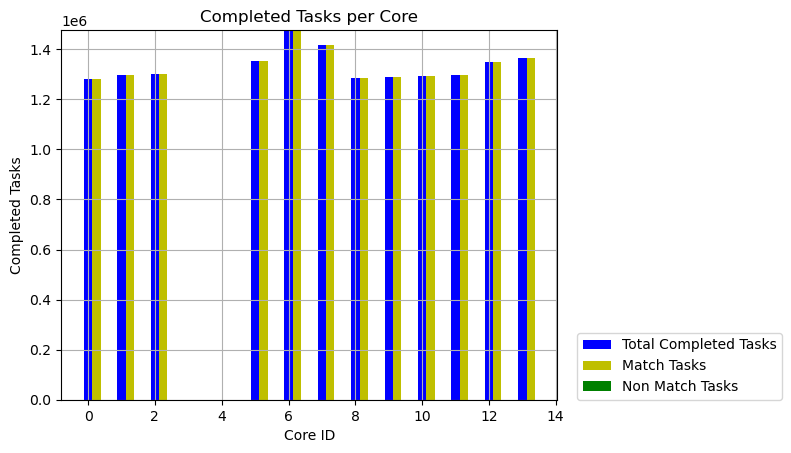 Completed Tasks per Core
1e6
1.4
1.2
1.0
0.8
0.6
0.4
0.2
0.0
Completed Tasks
0 2 4 6 8 10 12 14
Core ID
Total Completed Tasks
Match Tasks
Non Match Tasks